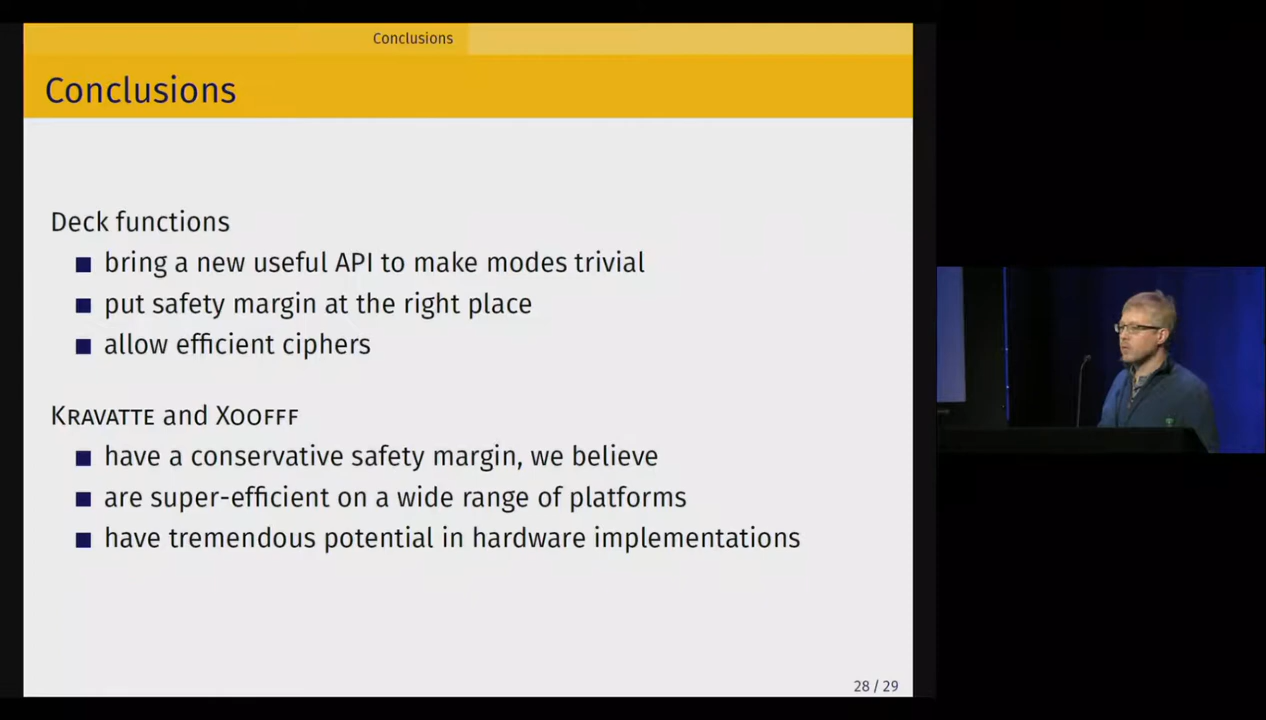 Conclusions
Conclusions
Deck functions
bring a new useful API to make modes trivial
put safety margin at the right place
allow efficient ciphers
KRAVATTE and XOOFFF
have a conservative safety margin, we believe
are super-efficient on a wide range of platforms
have tremendous potential in hardware implementations
28 / 29